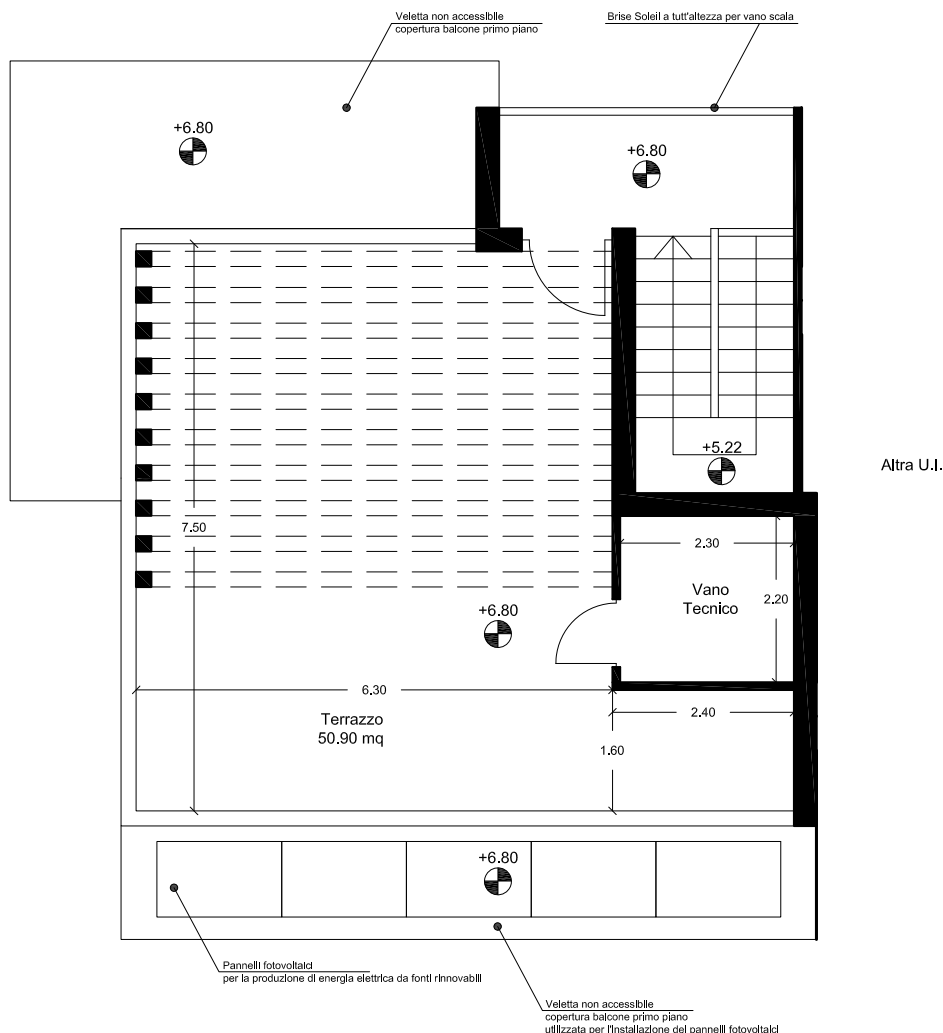 Veletta non accessibile
copertura balcone primo piano
Brise Soleil a tutt'altezza per vano scala
+6.80
+6.80
+5.22
Altra U.I.
7.50
2.30
Vano
Tecnico
2.20
+6.80
6.30
2.40
Terrazzo
50.90 mq
1.60
+6.80
Pannelli fotovoltaici
per la produzione di energia elettrica da fonti rinnovabili
Veletta non accessibile
copertura balcone primo piano
utilizzata per l'installazione dei pannelli fotovoltaici